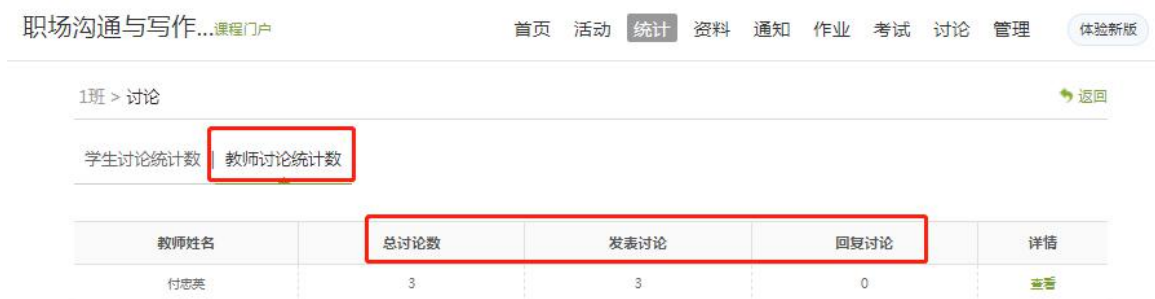 职场沟通与写作...课程门户 首页 活动 统计 资料 通知 作业 考试 讨论 管理 体验新版
1班 > 讨论 返回
学生讨论统计数 | 教师讨论统计数
教师姓名 总讨论数 发表讨论 回复讨论 详情
付忠英 3 3 0 查看